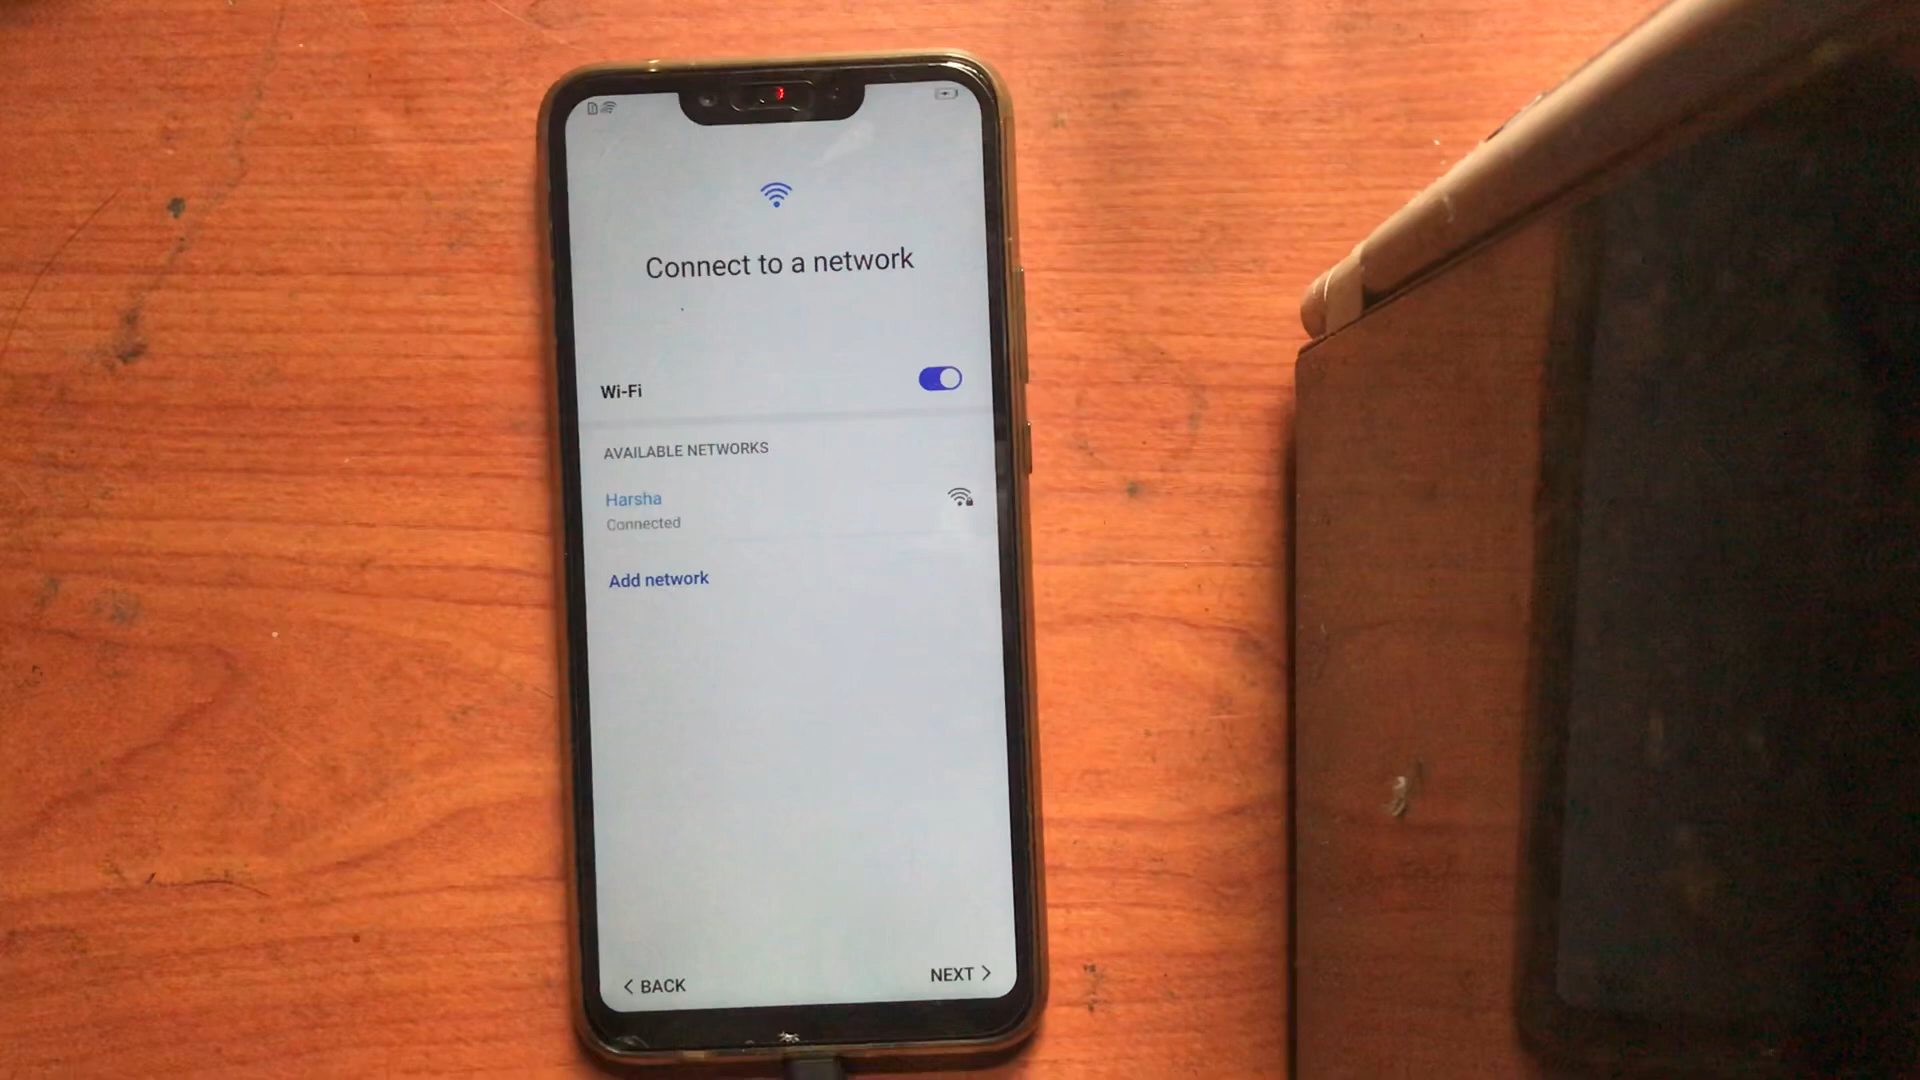 Connect to a network
Wi-Fi
AVAILABLE NETWORKS
Harsha
Connected
Add network
BACK
NEXT